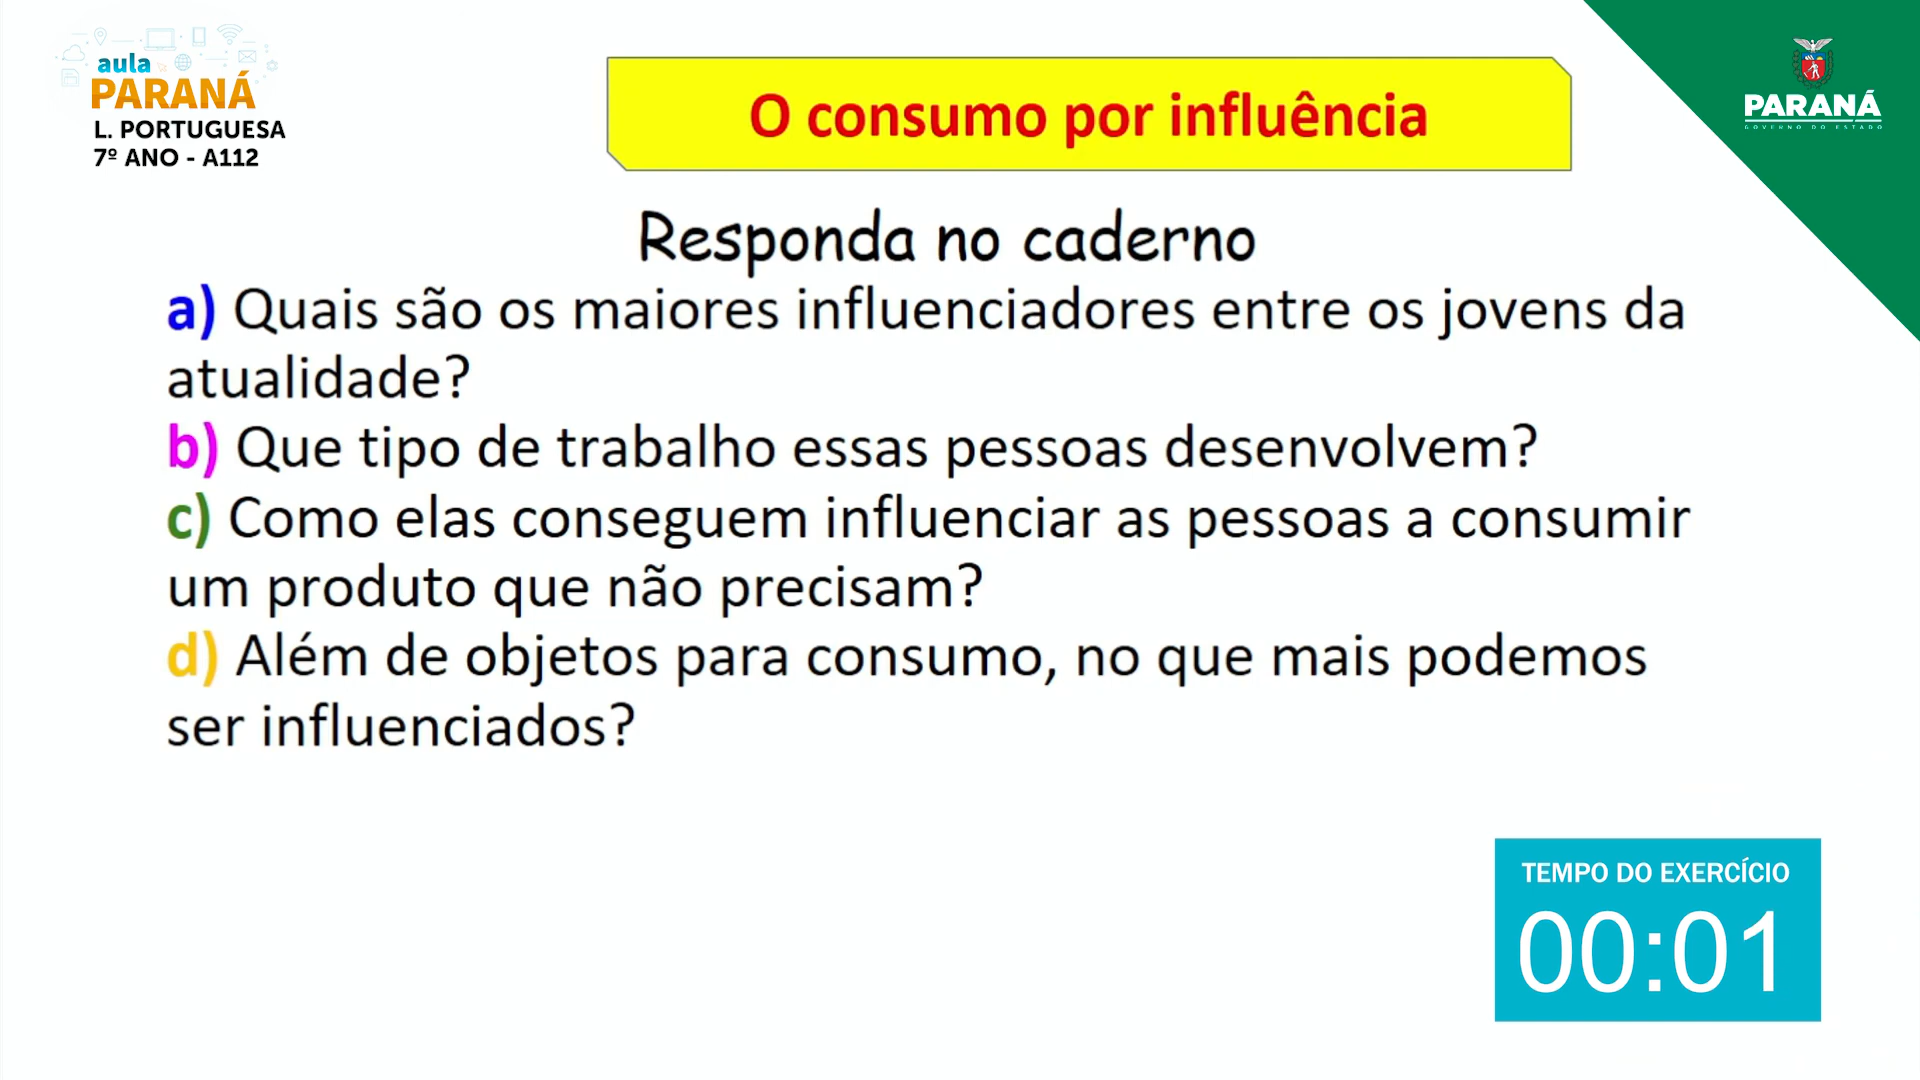 aula
PARANÁ
L. PORTUGUESA
7º ANO - A112
O consumo por influência
PARANÁ
GOVERNO DO ESTADO
Responda no caderno
a) Quais são os maiores influenciadores entre os jovens da
atualidade?
b) Que tipo de trabalho essas pessoas desenvolvem?
c) Como elas conseguem influenciar as pessoas a consumir
um produto que não precisam?
d) Além de objetos para consumo, no que mais podemos
ser influenciados?
TEMPO DO EXERCÍCIO
00:01